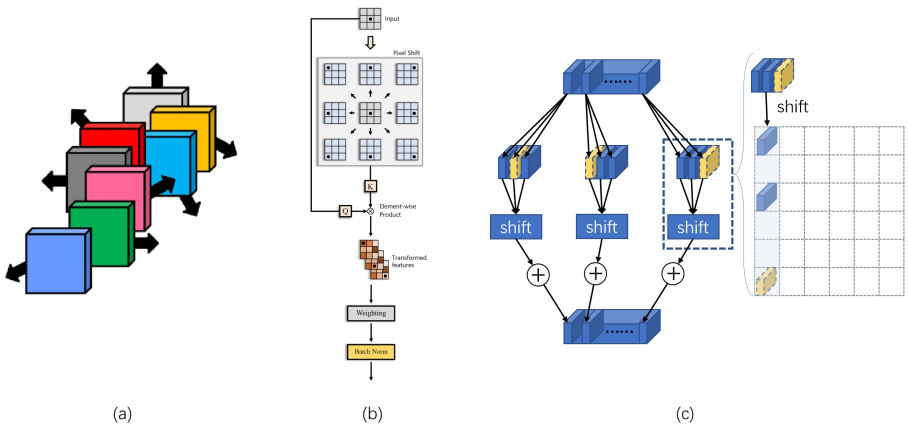 Input
Pixel Shift
K
Q
Element-wise
Product
Transformed
features
Weighting
Batch Norm
......
shift
shift
shift
shift
......
(a)
(b)
(c)